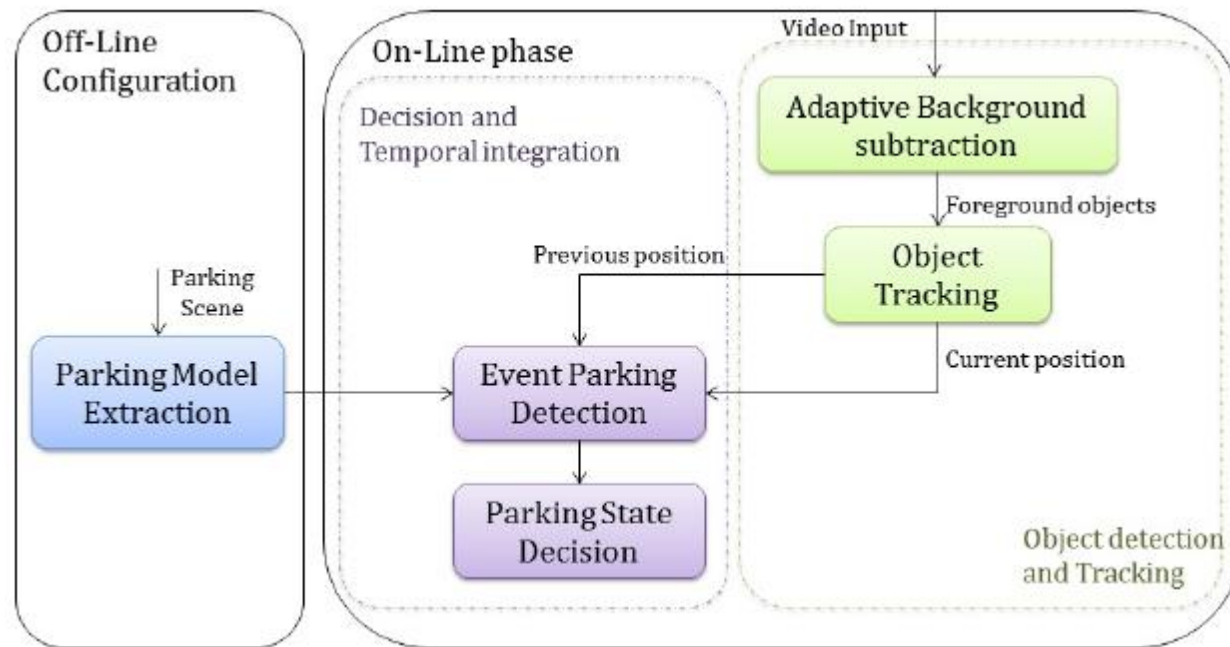 Off-Line
Configuration
Parking
Scene
Parking Model
Extraction
On-Line phase
Decision and
Temporal integration
Previous position
Event Parking
Detection
Parking State
Decision
Video Input
Adaptive Background
subtraction
Foreground objects
Object
Tracking
Current position
Object detection
and Tracking